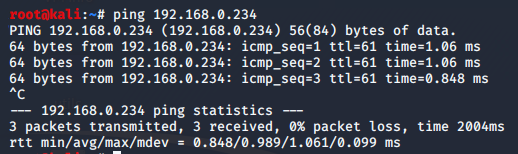 root@kali:~# ping 192.168.0.234
PING 192.168.0.234 (192.168.0.234) 56(84) bytes of data.
64 bytes from 192.168.0.234: icmp_seq=1 ttl=61 time=1.06 ms
64 bytes from 192.168.0.234: icmp_seq=2 ttl=61 time=1.06 ms
64 bytes from 192.168.0.234: icmp_seq=3 ttl=61 time=0.848 ms
^C
--- 192.168.0.234 ping statistics ---
3 packets transmitted, 3 received, 0% packet loss, time 2004ms
rtt min/avg/max/mdev = 0.848/0.989/1.061/0.099 ms